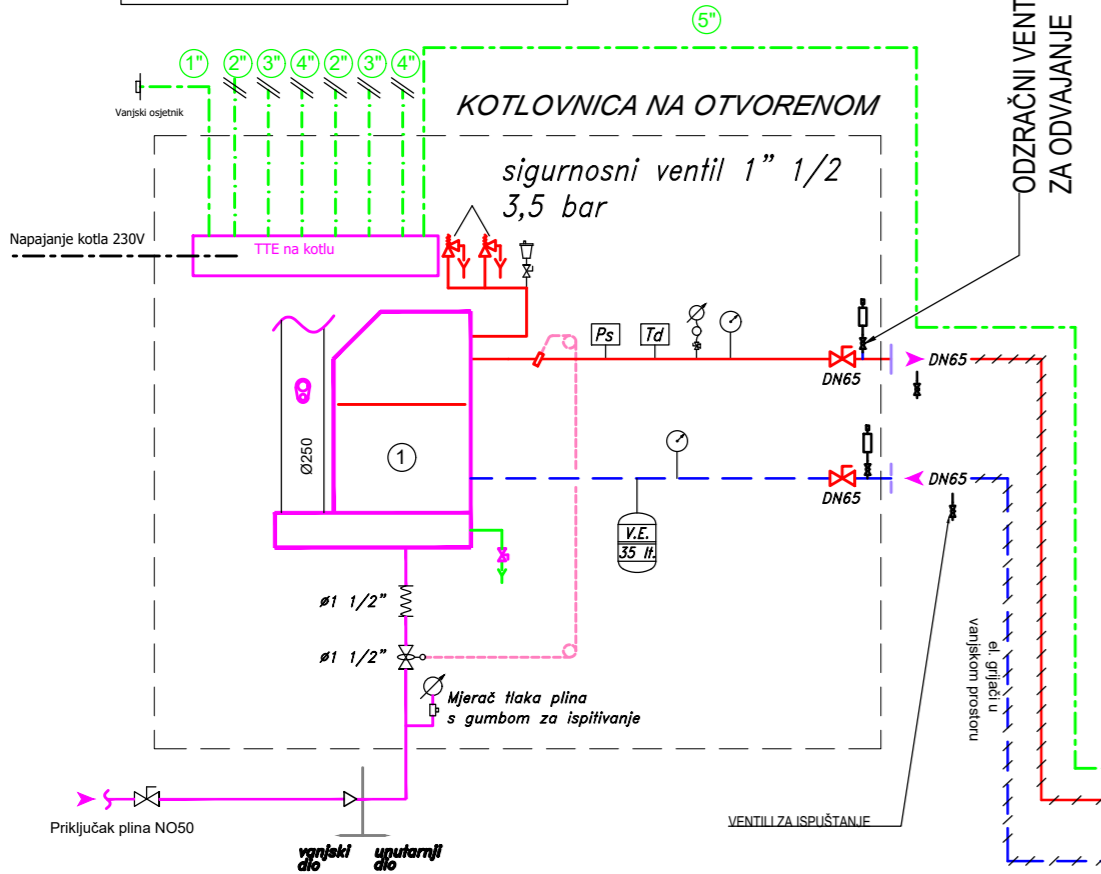 5"
1"
2"
3"
4"
2"
3"
4"
Vanjski osjetnik
KOTLOVNICA NA OTVORENOM
ODZRAČNI VENT
ZA ODVAJANJE
sigurnosni ventil 1” 1/2
3,5 bar
Napajanje kotla 230V
TTE na kotlu
Ps
Td
DN65
DN65
Ø250
1
DN65
DN65
V.E.
35 lt.
ø1 1/2”
ø1 1/2”
el. grijači u
vanjskom prostoru
Mjerač tlaka plina
s gumbom za ispitivanje
Priključak plina NO50
VENTILI ZA ISPUŠTANJE
vanjski
dio
unutarnji
dio